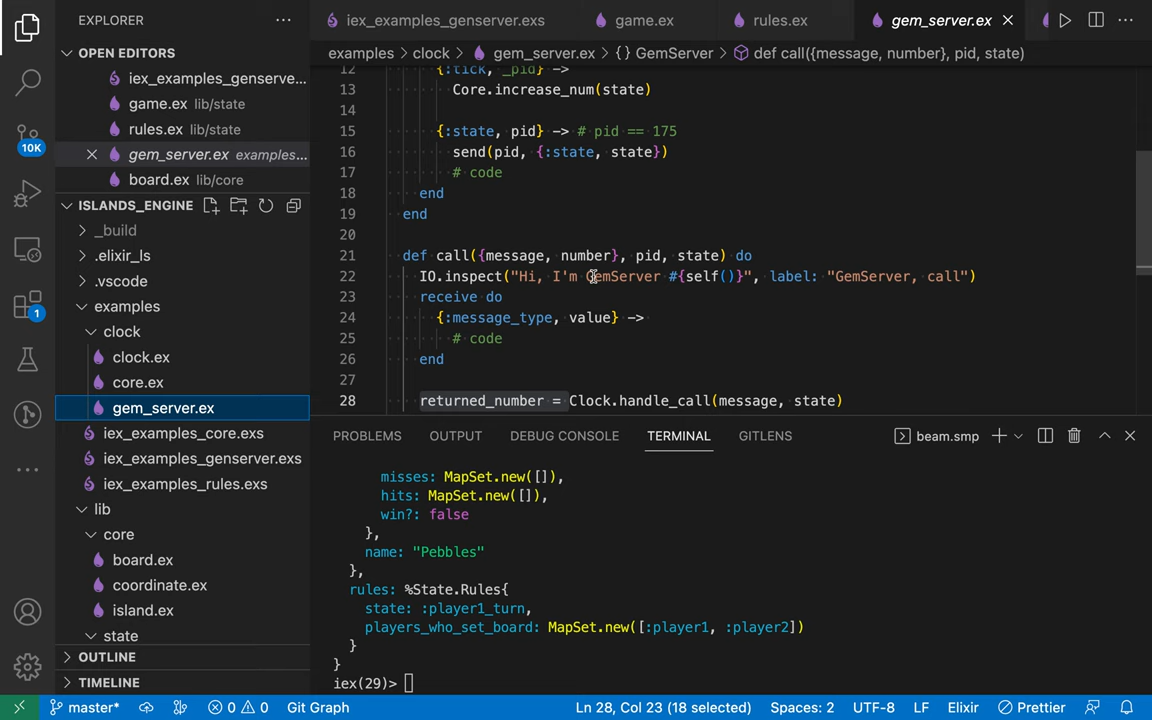 EXPLORER
OPEN EDITORS
iex_examples_genserve...
game.ex lib/state
rules.ex lib/state
gem_server.ex examples...
board.ex lib/core
ISLANDS_ENGINE
_build
.elixir_ls
.vscode
examples
clock
clock.ex
core.ex
gem_server.ex
iex_examples_core.exs
iex_examples_genserver.exs
iex_examples_rules.exs
lib
core
board.ex
coordinate.ex
island.ex
state
OUTLINE
TIMELINE
10K
1
iex_examples_genserver.exs game.ex rules.ex gem_server.ex
examples > clock > gem_server.ex > {} GemServer > def call({message, number}, pid, state)
12 {:tick, _pid} ->
13 Core.increase_num(state)
14
15 {:state, pid} -> # pid == 175
16 send(pid, {:state, state})
17 # code
18 end
19 end
20
21 def call({message, number}, pid, state) do
22 IO.inspect("Hi, I'm GemServer #{self()}", label: "GemServer, call")
23 receive do
24 {:message_type, value} ->
25 # code
26 end
27
28 returned_number = Clock.handle_call(message, state)
PROBLEMS OUTPUT DEBUG CONSOLE TERMINAL GITLENS beam.smp
misses: MapSet.new([]),
hits: MapSet.new([]),
win?: false
},
name: "Pebbles"
},
rules: %State.Rules{
state: :player1_turn,
players_who_set_board: MapSet.new([:player1, :player2])
}
}
iex(29)>
master* 0 0 Git Graph Ln 28, Col 23 (18 selected) Spaces: 2 UTF-8 LF Elixir Prettier